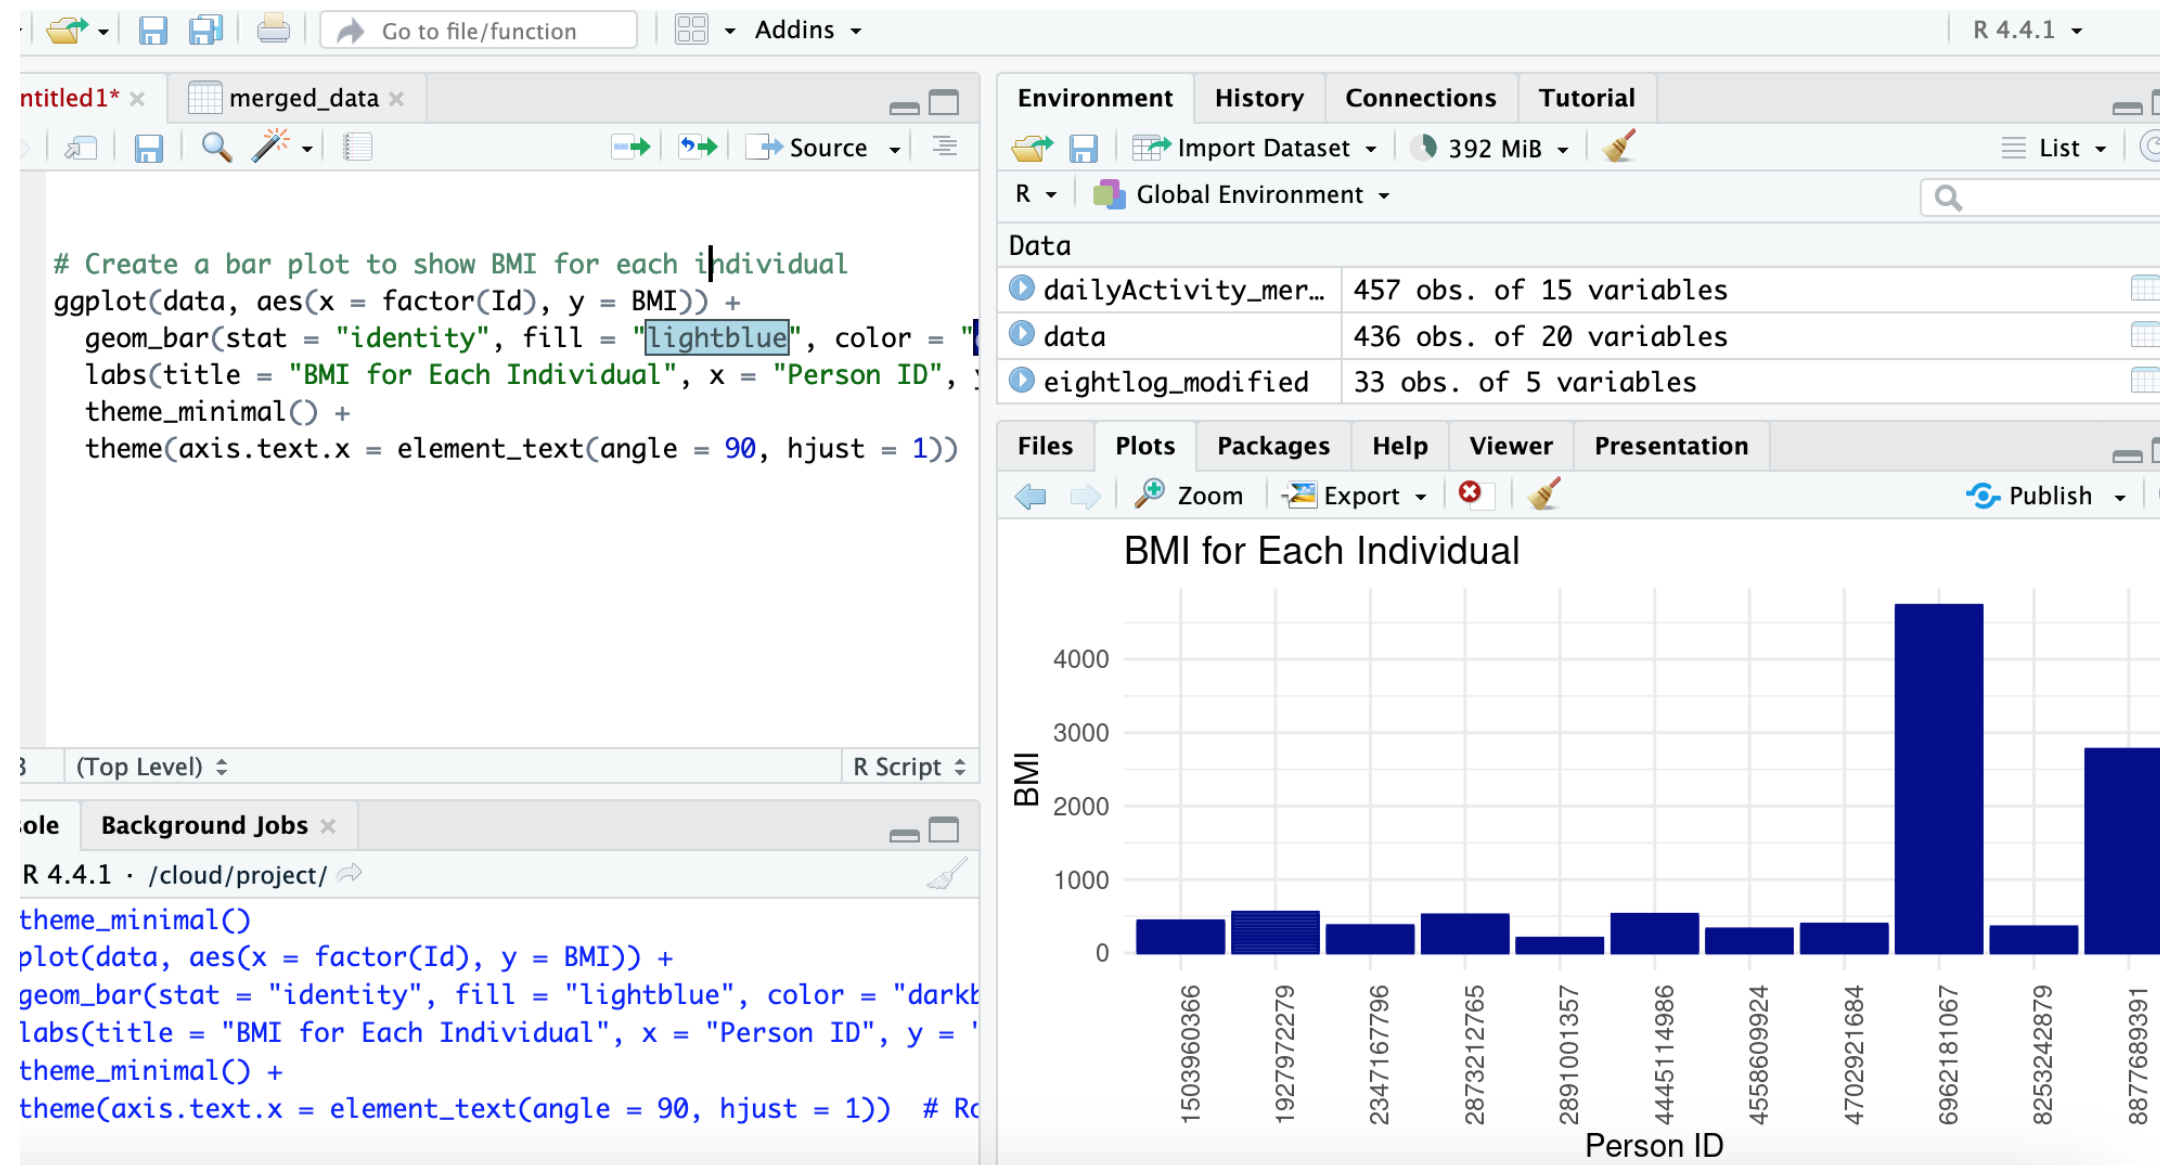 Go to file/function
Addins
R 4.4.1
ntitled1*
merged_data
Source
# Create a bar plot to show BMI for each individual
ggplot(data, aes(x = factor(Id), y = BMI)) +
geom_bar(stat = "identity", fill = "lightblue", color = "
labs(title = "BMI for Each Individual", x = "Person ID",
theme_minimal() +
theme(axis.text.x = element_text(angle = 90, hjust = 1))
(Top Level)
R Script
ole
Background Jobs
R 4.4.1 · /cloud/project/
theme_minimal()
plot(data, aes(x = factor(Id), y = BMI)) +
geom_bar(stat = "identity", fill = "lightblue", color = "darkb
labs(title = "BMI for Each Individual", x = "Person ID", y = "
theme_minimal() +
theme(axis.text.x = element_text(angle = 90, hjust = 1))  # Ro
Environment
History
Connections
Tutorial
Import Dataset
392 MiB
List
R
Global Environment
Data
dailyActivity_mer… 457 obs. of 15 variables
data 436 obs. of 20 variables
eightlog_modified 33 obs. of 5 variables
Files
Plots
Packages
Help
Viewer
Presentation
Zoom
Export
Publish
BMI for Each Individual
BMI
4000
3000
2000
1000
0
1503960366
1927972279
2347167796
2873212765
2891001357
4445114986
4558609924
4702921684
6962181067
8253242879
8877689391
Person ID